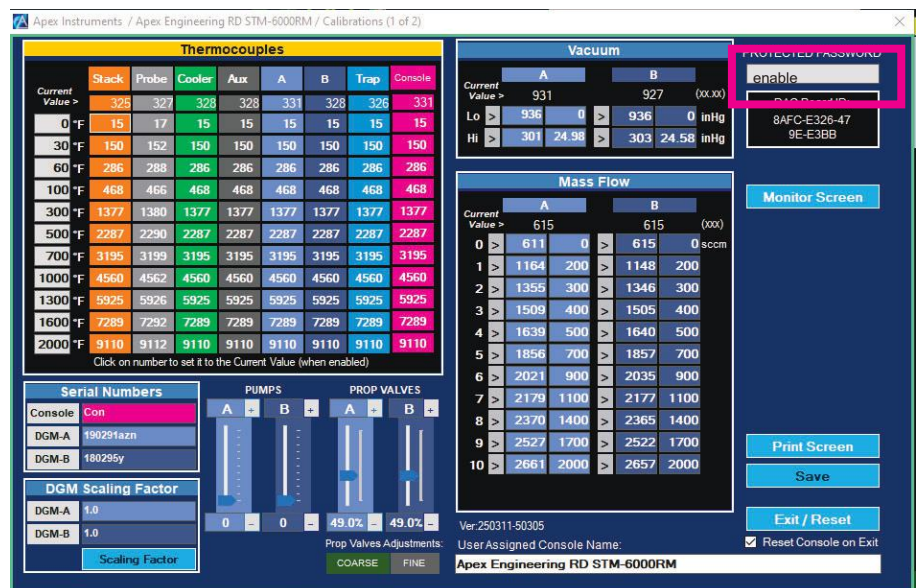 Apex Instruments / Apex Engineering RD STM-6000RM / Calibrations (1 of 2)
Thermocouples
Stack Probe Cooler Aux A B Trap Console
Current Value > 325 327 328 328 331 328 326 331
0 °F 15 17 15 15 15 15 15 15
30 °F 150 152 150 150 150 150 150 150
60 °F 286 288 286 286 286 286 286 286
100 °F 468 466 468 468 468 468 468 468
300 °F 1377 1380 1377 1377 1377 1377 1377 1377
500 °F 2287 2290 2287 2287 2287 2287 2287 2287
700 °F 3195 3199 3195 3195 3195 3195 3195 3195
1000 °F 4560 4562 4560 4560 4560 4560 4560 4560
1300 °F 5925 5926 5925 5925 5925 5925 5925 5925
1600 °F 7289 7292 7289 7289 7289 7289 7289 7289
2000 °F 9110 9112 9110 9110 9110 9110 9110 9110
Click on number to set it to the Current Value (when enabled)
Serial Numbers
Console Con
DGM-A 190291azn
DGM-B 180295y
DGM Scaling Factor
DGM-A 1.0
DGM-B 1.0
Scaling Factor
PUMPS PROP VALVES
A + B + A + B +
0 - 0 - 49.0% - 49.0% -
Prop Valves Adjustments:
COARSE FINE
Vacuum
A B
Current Value > 931 927 (xx.xx)
Lo > 936 0 > 936 0 inHg
Hi > 301 24.98 > 303 24.58 inHg
Mass Flow
A B
Current Value > 615 615 (xxx)
0 > 611 0 > 615 0 sccm
1 > 1164 200 > 1148 200
2 > 1355 300 > 1346 300
3 > 1509 400 > 1505 400
4 > 1639 500 > 1640 500
5 > 1856 700 > 1857 700
6 > 2021 900 > 2035 900
7 > 2179 1100 > 2177 1100
8 > 2370 1400 > 2365 1400
9 > 2527 1700 > 2522 1700
10 > 2661 2000 > 2657 2000
Ver:250311-50305
User Assigned Console Name:
Apex Engineering RD STM-6000RM
PROTECTED PASSWORD
enable
8AFC-E326-47
9E-E3BB
Monitor Screen
Print Screen
Save
Exit / Reset
Reset Console on Exit